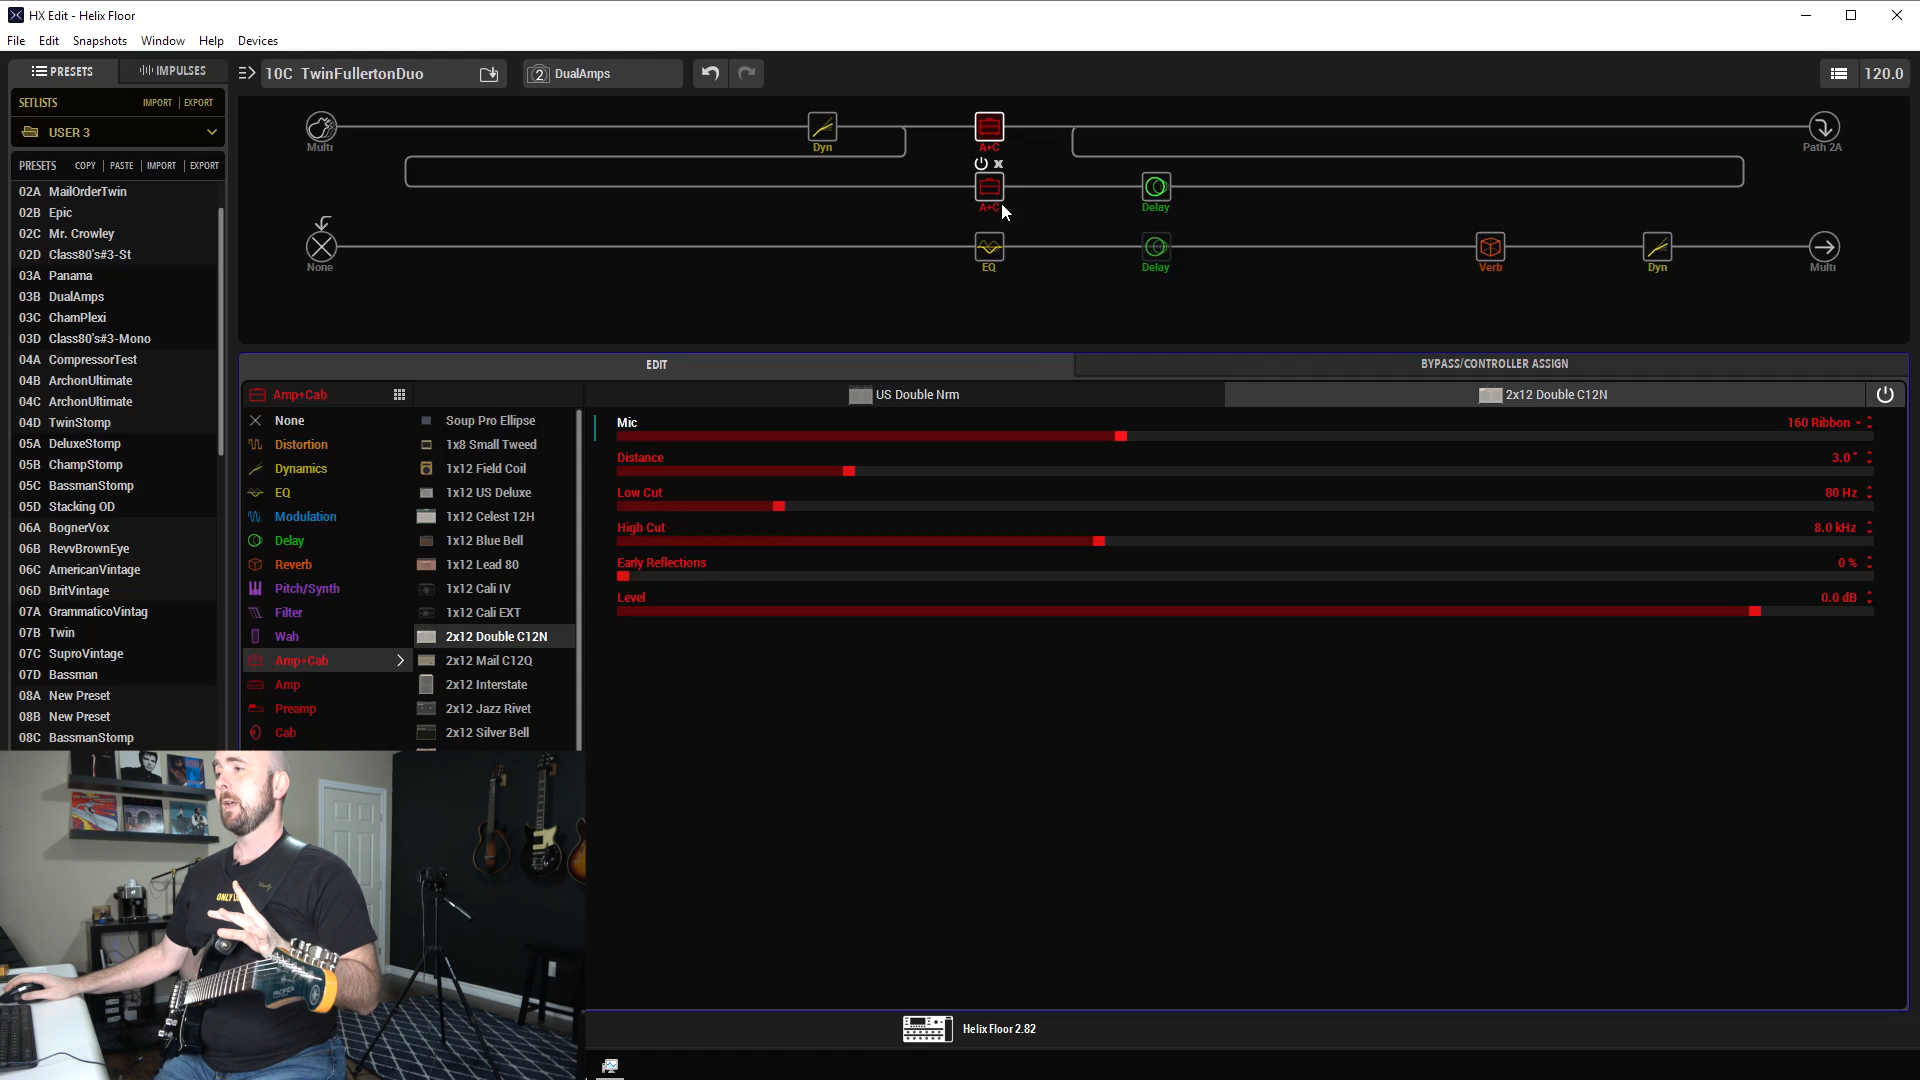 HX Edit - Helix Floor
File Edit Snapshots Window Help Devices
PRESETS IMPULSES
10C TwinFullertonDuo
2 DualAmps
120.0
SETLISTS IMPORT | EXPORT
USER 3
PRESETS COPY | PASTE | IMPORT | EXPORT
02A MailOrderTwin
02B Epic
02C Mr. Crowley
02D Class80's#3-St
03A Panama
03B DualAmps
03C ChamPlexi
03D Class80's#3-Mono
04A CompressorTest
04B ArchonUltimate
04C ArchonUltimate
04D TwinStomp
05A DeluxeStomp
05B ChampStomp
05C BassmanStomp
05D Stacking OD
06A BognerVox
06B RevvBrownEye
06C AmericanVintage
06D BritVintage
07A GrammaticoVintag
07B Twin
07C SuproVintage
07D Bassman
08A New Preset
08B New Preset
08C BassmanStomp
Multi
Dyn
A+C
Path 2A
A+C
Delay
None
EQ
Delay
Verb
Dyn
Multi
EDIT
BYPASS/CONTROLLER ASSIGN
Amp+Cab
None
Distortion
Dynamics
EQ
Modulation
Delay
Reverb
Pitch/Synth
Filter
Wah
Amp+Cab
Amp
Preamp
Cab
Soup Pro Ellipse
1x8 Small Tweed
1x12 Field Coil
1x12 US Deluxe
1x12 Celest 12H
1x12 Blue Bell
1x12 Lead 80
1x12 Cali IV
1x12 Cali EXT
2x12 Double C12N
2x12 Mail C12Q
2x12 Interstate
2x12 Jazz Rivet
2x12 Silver Bell
US Double Nrm
2x12 Double C12N
Mic 160 Ribbon
Distance 3.0"
Low Cut 80 Hz
High Cut 8.0 kHz
Early Reflections 0 %
Level 0.0 dB
Helix Floor 2.82